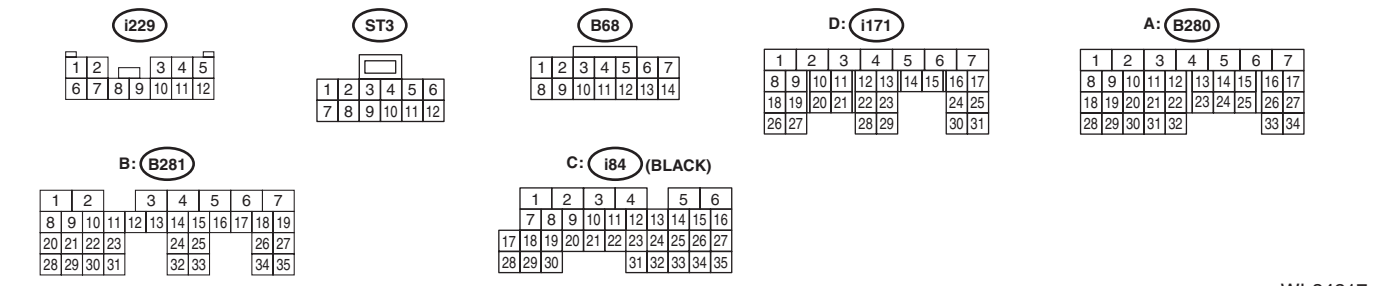 i229
1 2 3 4 5
6 7 8 9 10 11 12
ST3
1 2 3 4 5 6
7 8 9 10 11 12
B68
1 2 3 4 5 6 7
8 9 10 11 12 13 14
D: i171
1 2 3 4 5 6 7
8 9 10 11 12 13 14 15 16 17
18 19 20 21 22 23 24 25
26 27 28 29 30 31
A: B280
1 2 3 4 5 6 7
8 9 10 11 12 13 14 15 16 17
18 19 20 21 22 23 24 25 26 27
28 29 30 31 32 33 34
B: B281
1 2 3 4 5 6 7
8 9 10 11 12 13 14 15 16 17 18 19
20 21 22 23 24 25 26 27
28 29 30 31 32 33 34 35
C: i84 (BLACK)
1 2 3 4 5 6
7 8 9 10 11 12 13 14 15 16
17 18 19 20 21 22 23 24 25 26 27
28 29 30 31 32 33 34 35